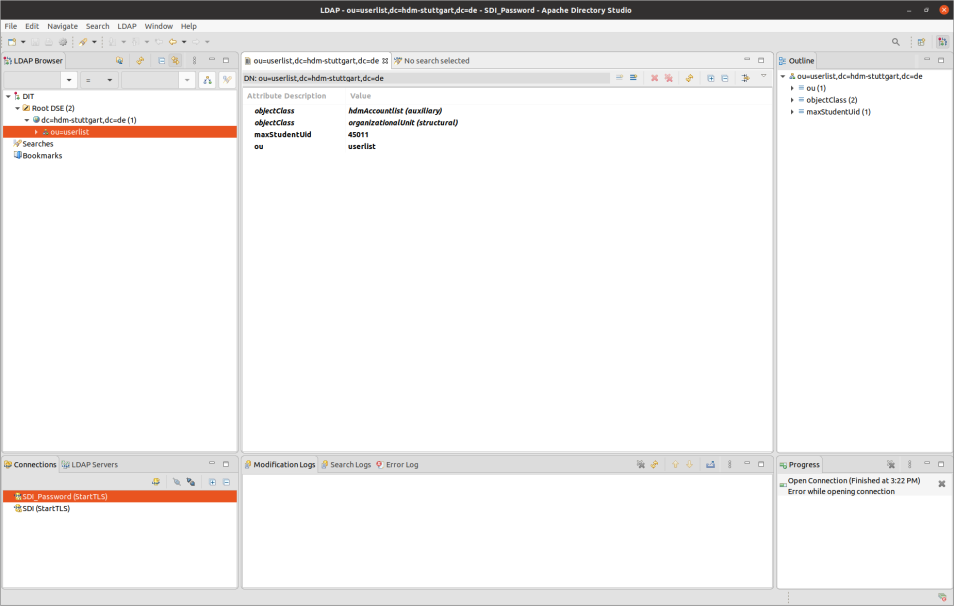 LDAP - ou=userlist,dc=hdm-stuttgart,dc=de - SDI_Password - Apache Directory Studio
File Edit Navigate Search LDAP Window Help
LDAP Browser
=
DIT
Root DSE (2)
dc=hdm-stuttgart,dc=de (1)
ou=userlist
Searches
Bookmarks
ou=userlist,dc=hdm-stuttgart,dc=de
No search selected
DN: ou=userlist,dc=hdm-stuttgart,dc=de
Attribute Description Value
objectClass hdmAccountlist (auxiliary)
objectClass organizationalUnit (structural)
maxStudentUid 45011
ou userlist
Outline
ou=userlist,dc=hdm-stuttgart,dc=de
ou (1)
objectClass (2)
maxStudentUid (1)
Connections LDAP Servers
SDI_Password (StartTLS)
SDI (StartTLS)
Modification Logs Search Logs Error Log
Progress
Open Connection (Finished at 3:22 PM)
Error while opening connection